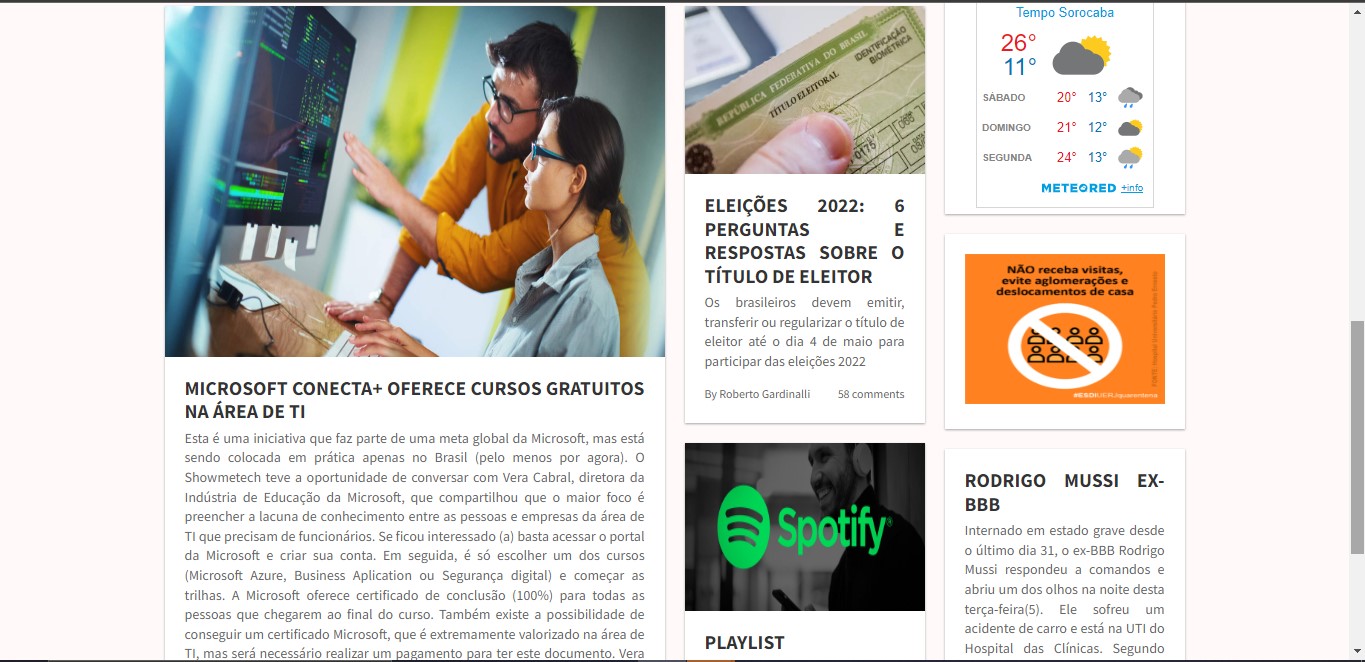 REPÚBLICA FEDERATIVA DO BRASIL
TÍTULO ELEITORAL
IDENTIFICAÇÃO
BIOMÉTRICA
0175
MICROSOFT CONECTA+ OFERECE CURSOS GRATUITOS
NA ÁREA DE TI
Esta é uma iniciativa que faz parte de uma meta global da Microsoft, mas está
sendo colocada em prática apenas no Brasil (pelo menos por agora). O
Showmetech teve a oportunidade de conversar com Vera Cabral, diretora da
Indústria de Educação da Microsoft, que compartilhou que o maior foco é
preencher a lacuna de conhecimento entre as pessoas e empresas da área de
TI que precisam de funcionários. Se ficou interessado (a) basta acessar o portal
da Microsoft e criar sua conta. Em seguida, é só escolher um dos cursos
(Microsoft Azure, Business Aplication ou Segurança digital) e começar as
trilhas. A Microsoft oferece certificado de conclusão (100%) para todas as
pessoas que chegarem ao final do curso. Também existe a possibilidade de
conseguir um certificado Microsoft, que é extremamente valorizado na área de
TI, mas será necessário realizar um pagamento para ter este documento. Vera
ELEIÇÕES 2022: 6
PERGUNTAS E
RESPOSTAS SOBRE O
TÍTULO DE ELEITOR
Os brasileiros devem emitir,
transferir ou regularizar o título de
eleitor até o dia 4 de maio para
participar das eleições 2022
By Roberto Gardinalli 58 comments
Spotify
PLAYLIST
Tempo Sorocaba
26°
11°
SÁBADO 20° 13°
DOMINGO 21° 12°
SEGUNDA 24° 13°
METEORED +info
NÃO receba visitas,
evite aglomerações e
deslocamentos de casa
RODRIGO MUSSI EX-
BBB
Internado em estado grave desde
o último dia 31, o ex-BBB Rodrigo
Mussi respondeu a comandos e
abriu um dos olhos na noite desta
terça-feira(5). Ele sofreu um
acidente de carro e está na UTI do
Hospital das Clínicas. Segundo